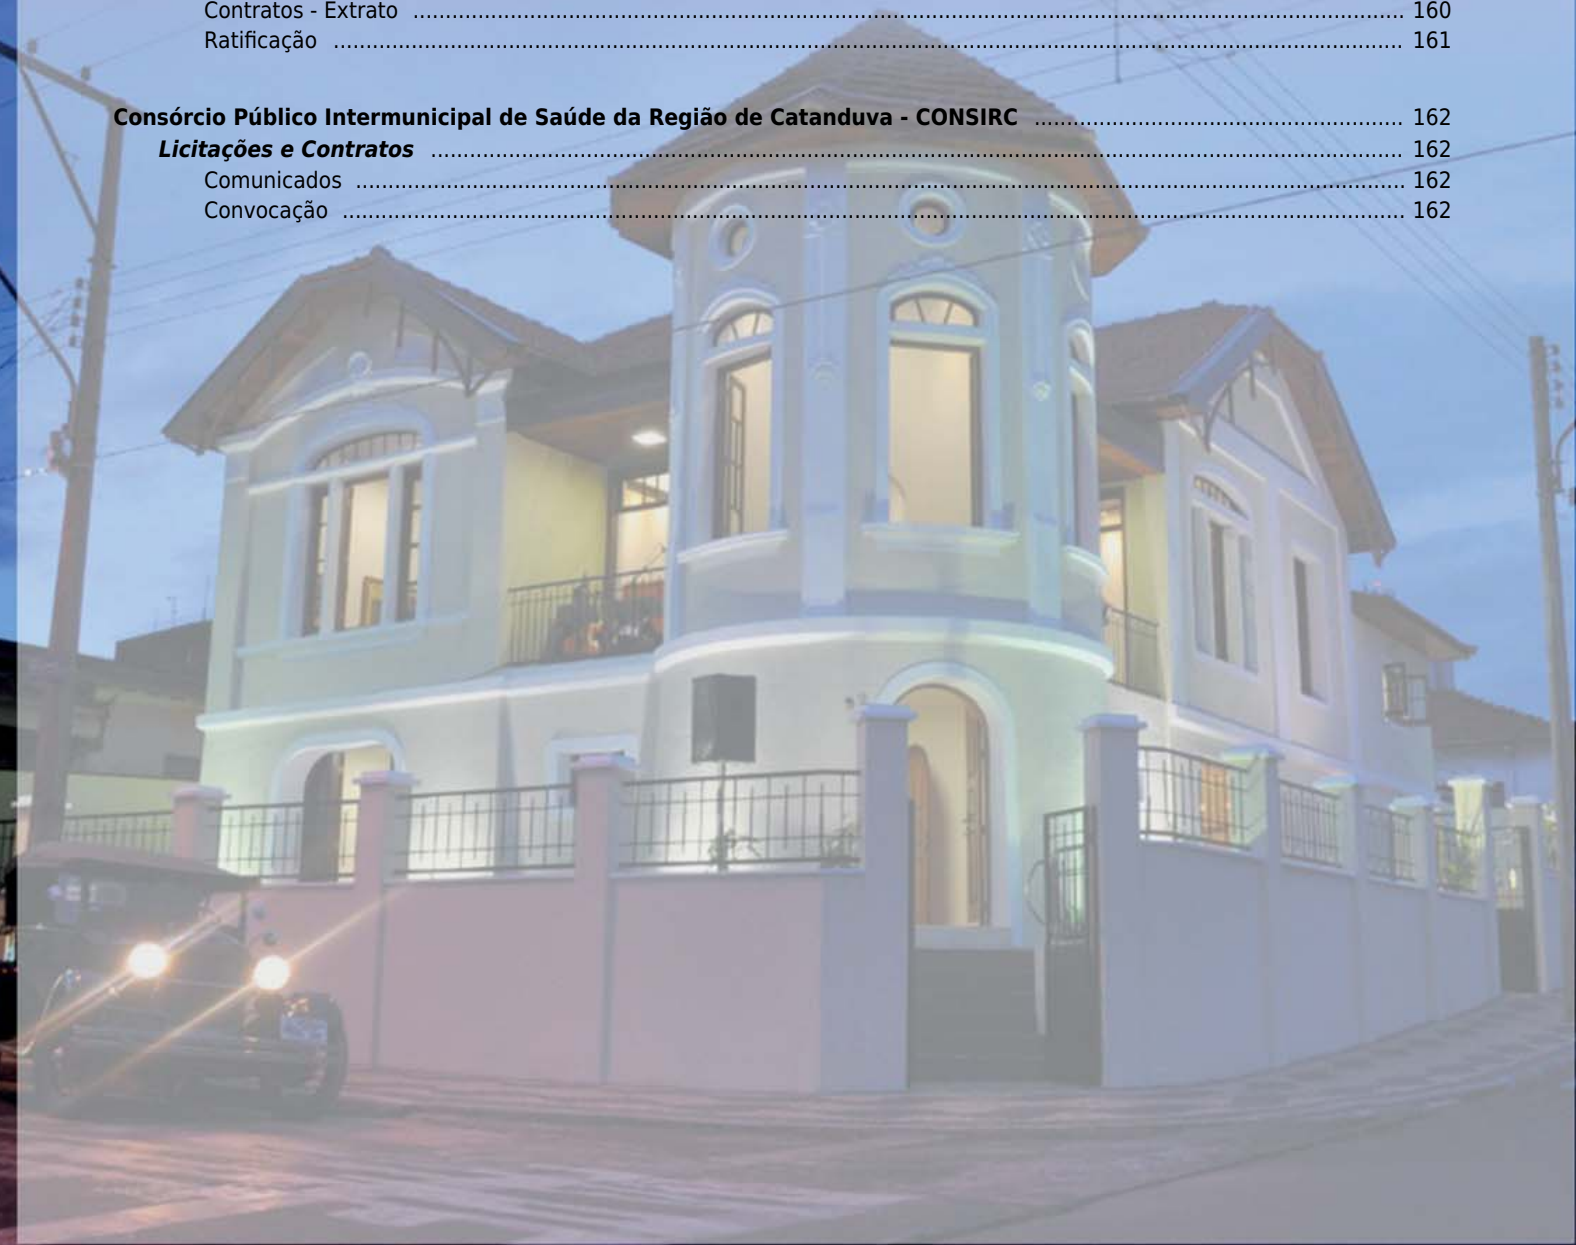 Contratos - Extrato ........................................ 160
Ratificação ........................................ 161
Consórcio Público Intermunicipal de Saúde da Região de Catanduva - CONSIRC ........................................ 162
Licitações e Contratos ........................................ 162
Comunicados ........................................ 162
Convocação ........................................ 162